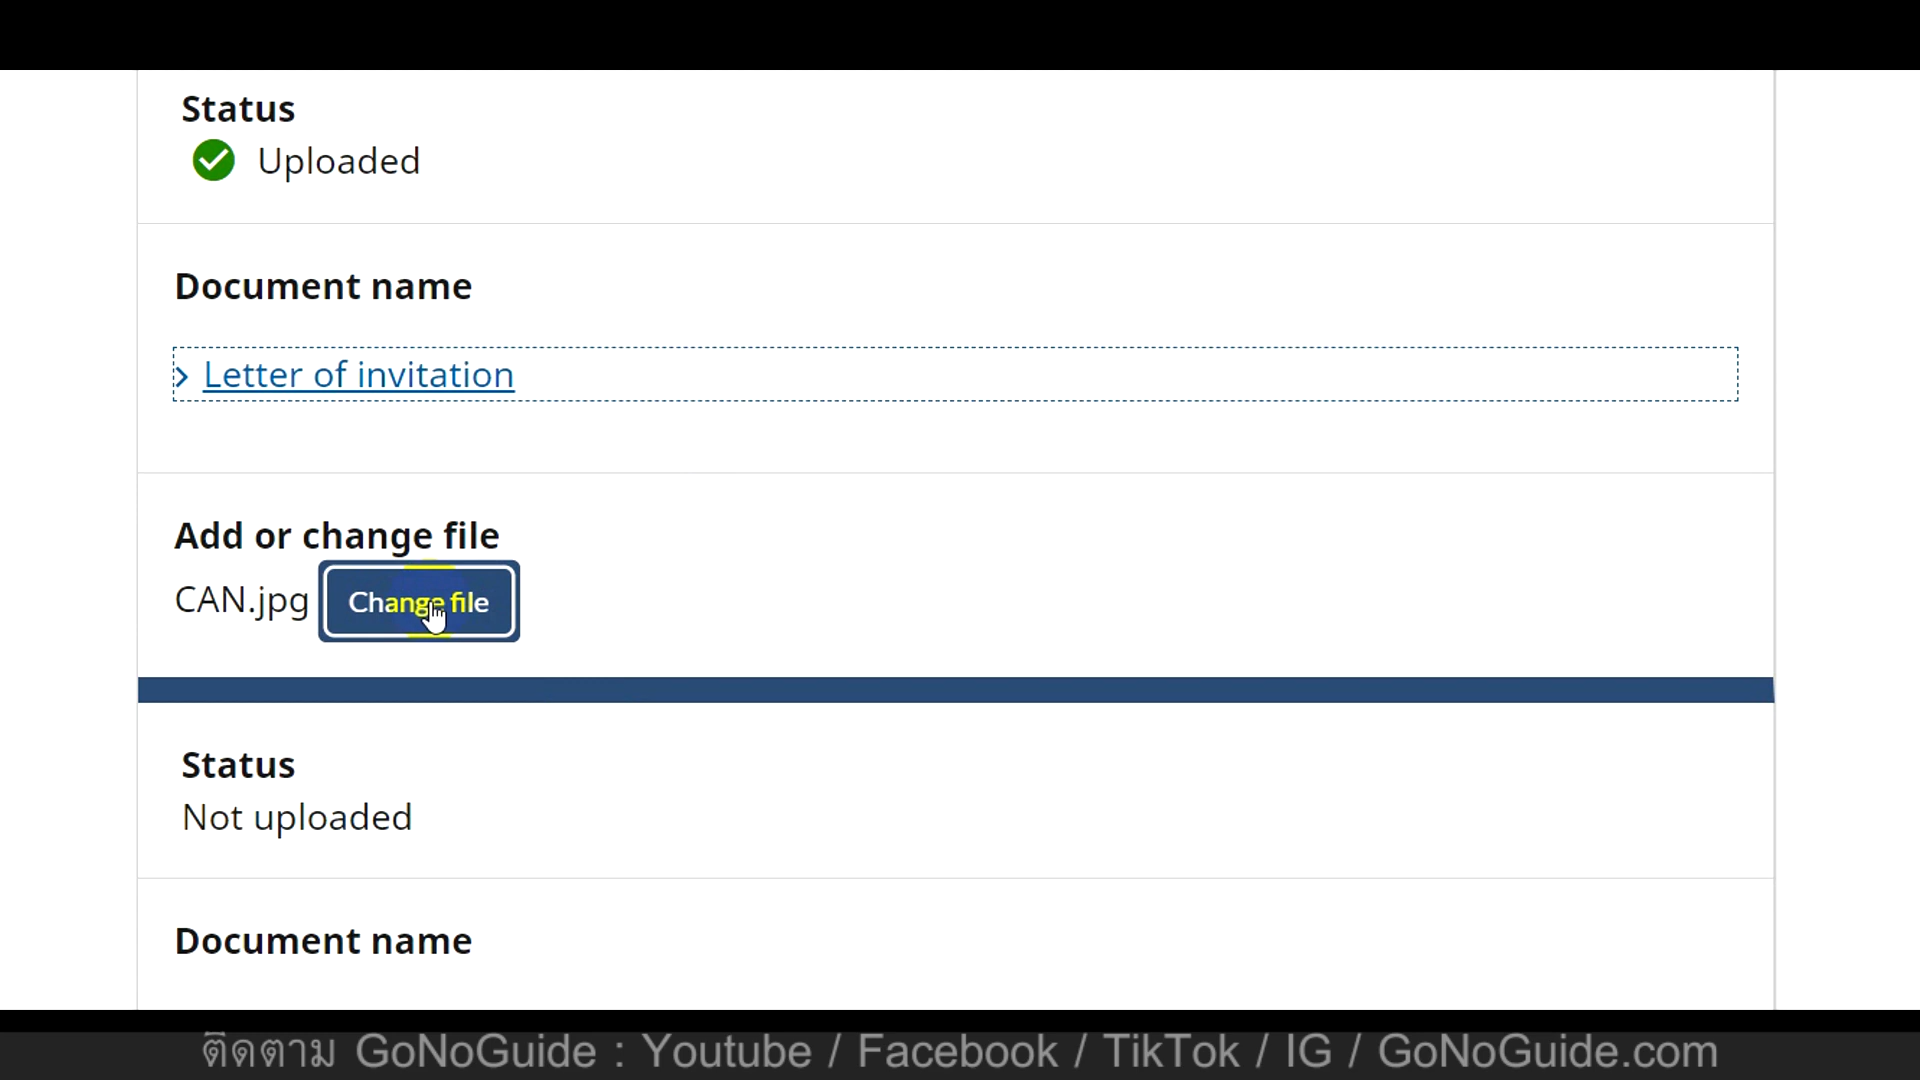 Status
Uploaded
Document name
Letter of invitation
Add or change file
CAN.jpg Change file
Status
Not uploaded
Document name
ติดตาม GoNoGuide : Youtube / Facebook / TikTok / IG / GoNoGuide.com